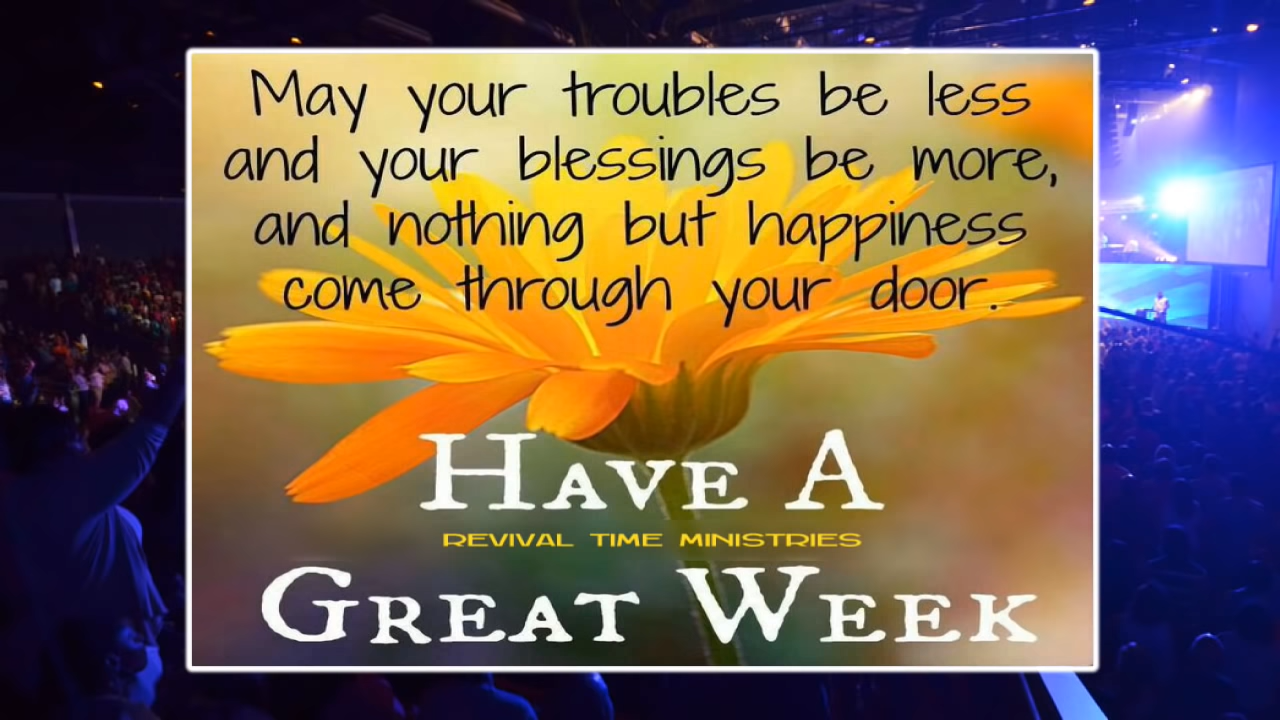 May your troubles be less
and your blessings be more,
and nothing but happiness
come through your door.
HAVE A
REVIVAL TIME MINISTRIES
GREAT WEEK